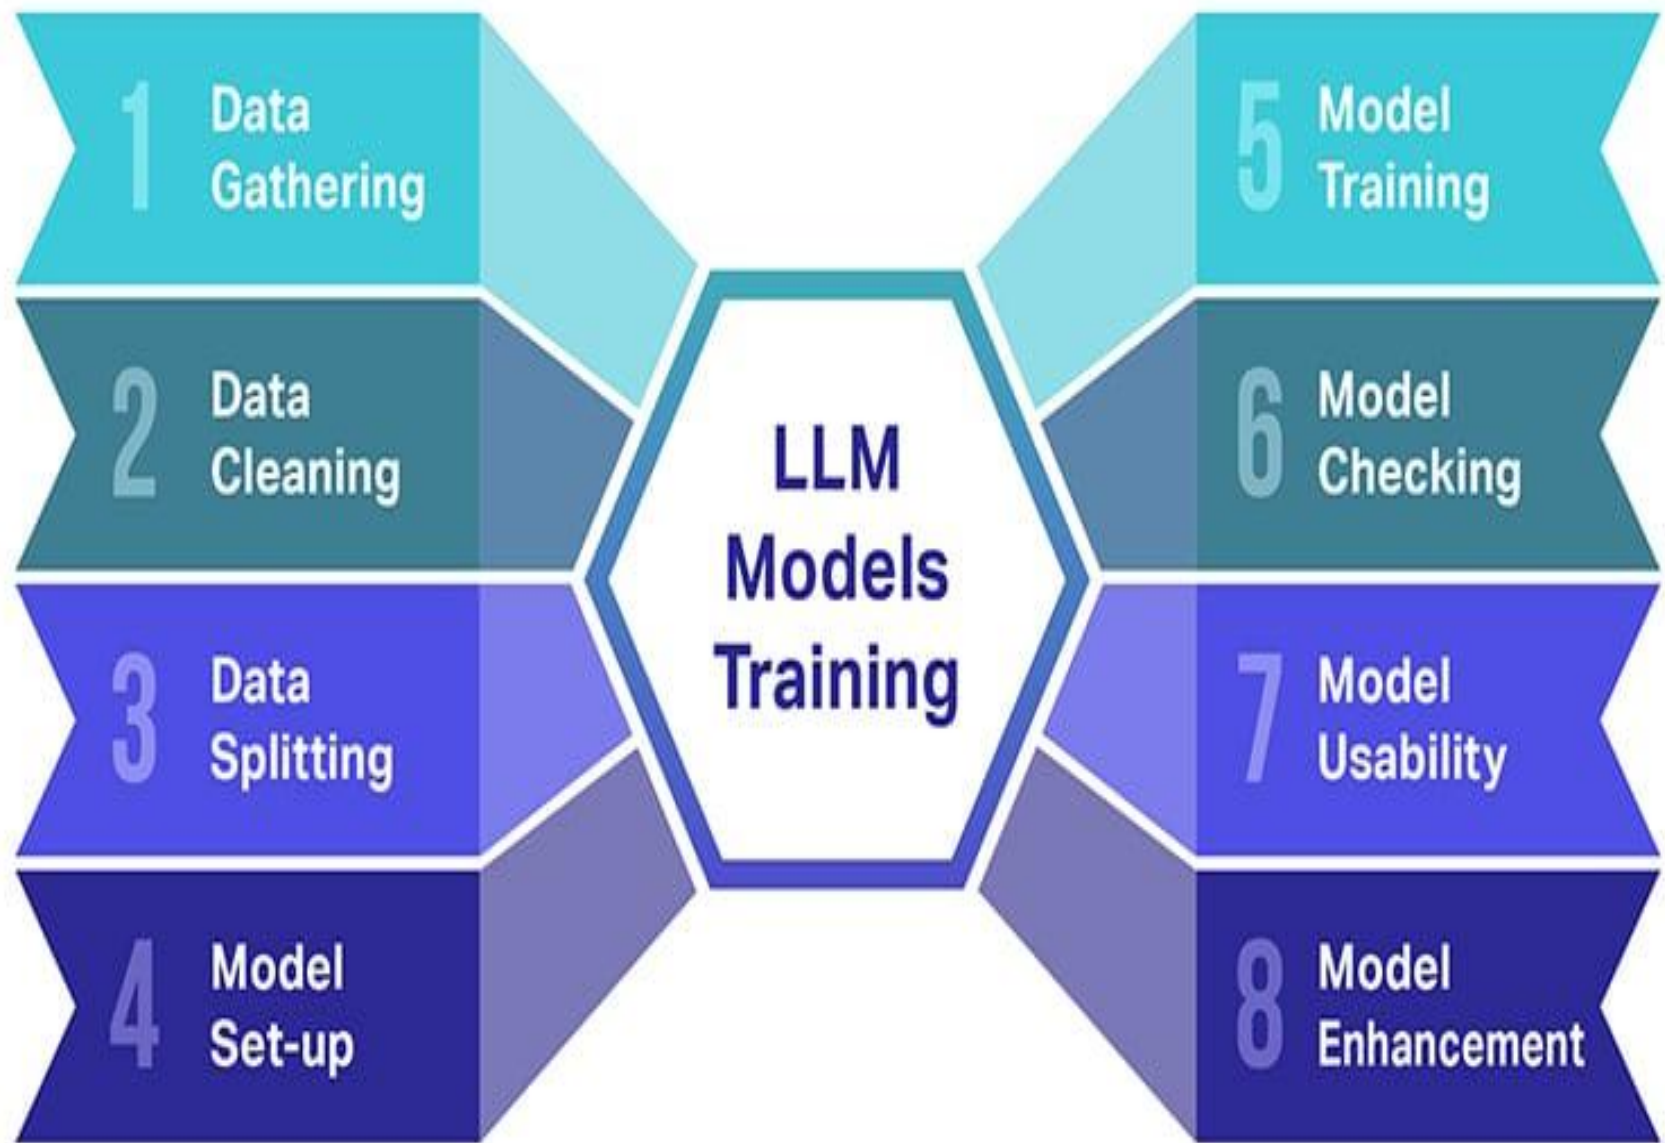 1 Data
Gathering
2 Data
Cleaning
3 Data
Splitting
4 Model
Set-up
LLM
Models
Training
5 Model
Training
6 Model
Checking
7 Model
Usability
8 Model
Enhancement